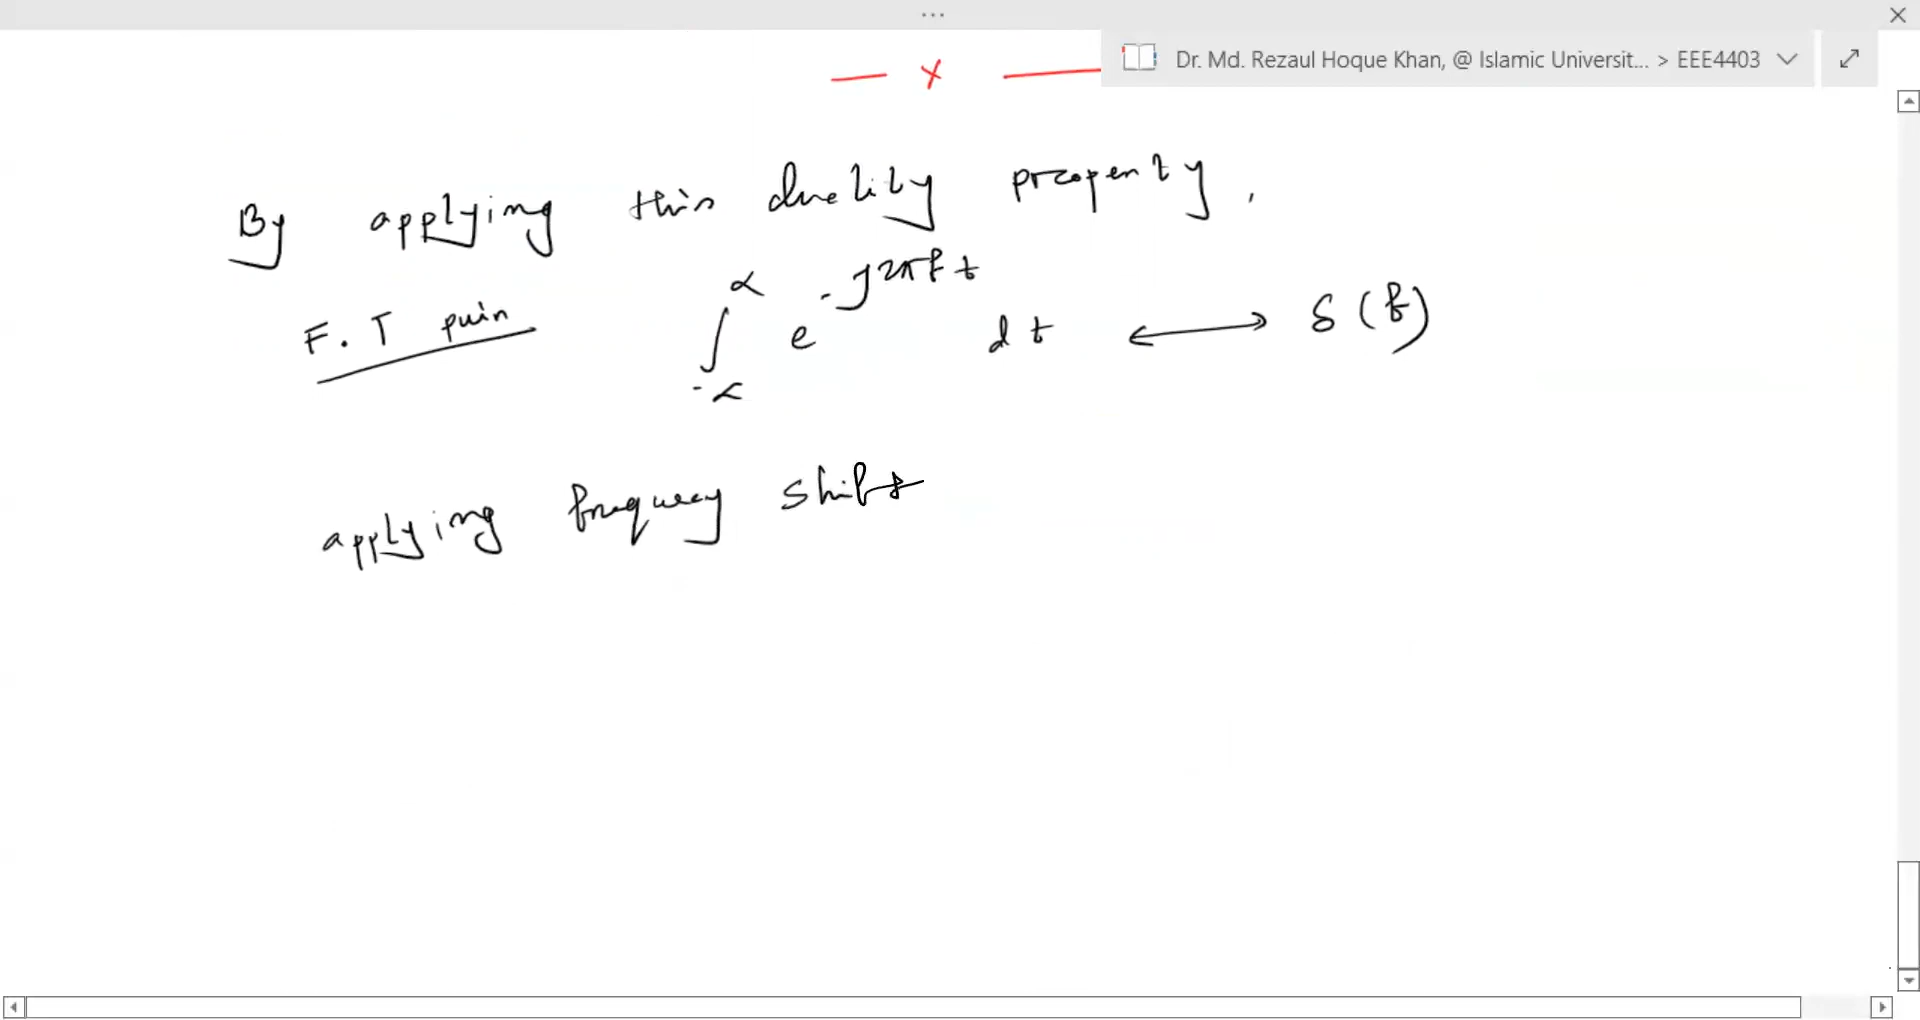 ...
Dr. Md. Rezaul Hoque Khan, @ Islamic Universit... > EEE4403
— x —
By applying this duality property,
F.T pair ∫_{-∝}^{∝} e^{-j2πft} dt ⟷ δ(f)
applying frequency shift